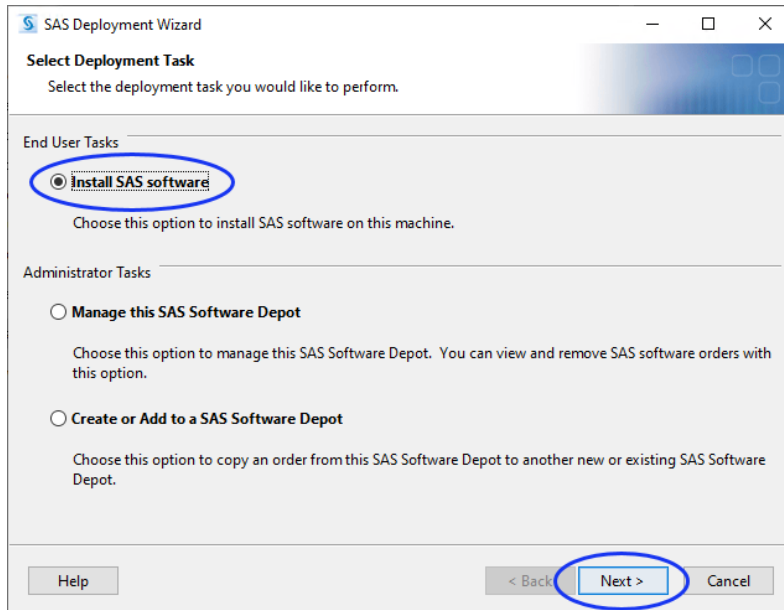 SAS Deployment Wizard
Select Deployment Task
Select the deployment task you would like to perform.
End User Tasks
Install SAS software
Choose this option to install SAS software on this machine.
Administrator Tasks
Manage this SAS Software Depot
Choose this option to manage this SAS Software Depot.  You can view and remove SAS software orders with
this option.
Create or Add to a SAS Software Depot
Choose this option to copy an order from this SAS Software Depot to another new or existing SAS Software
Depot.
Help
< Back
Next >
Cancel